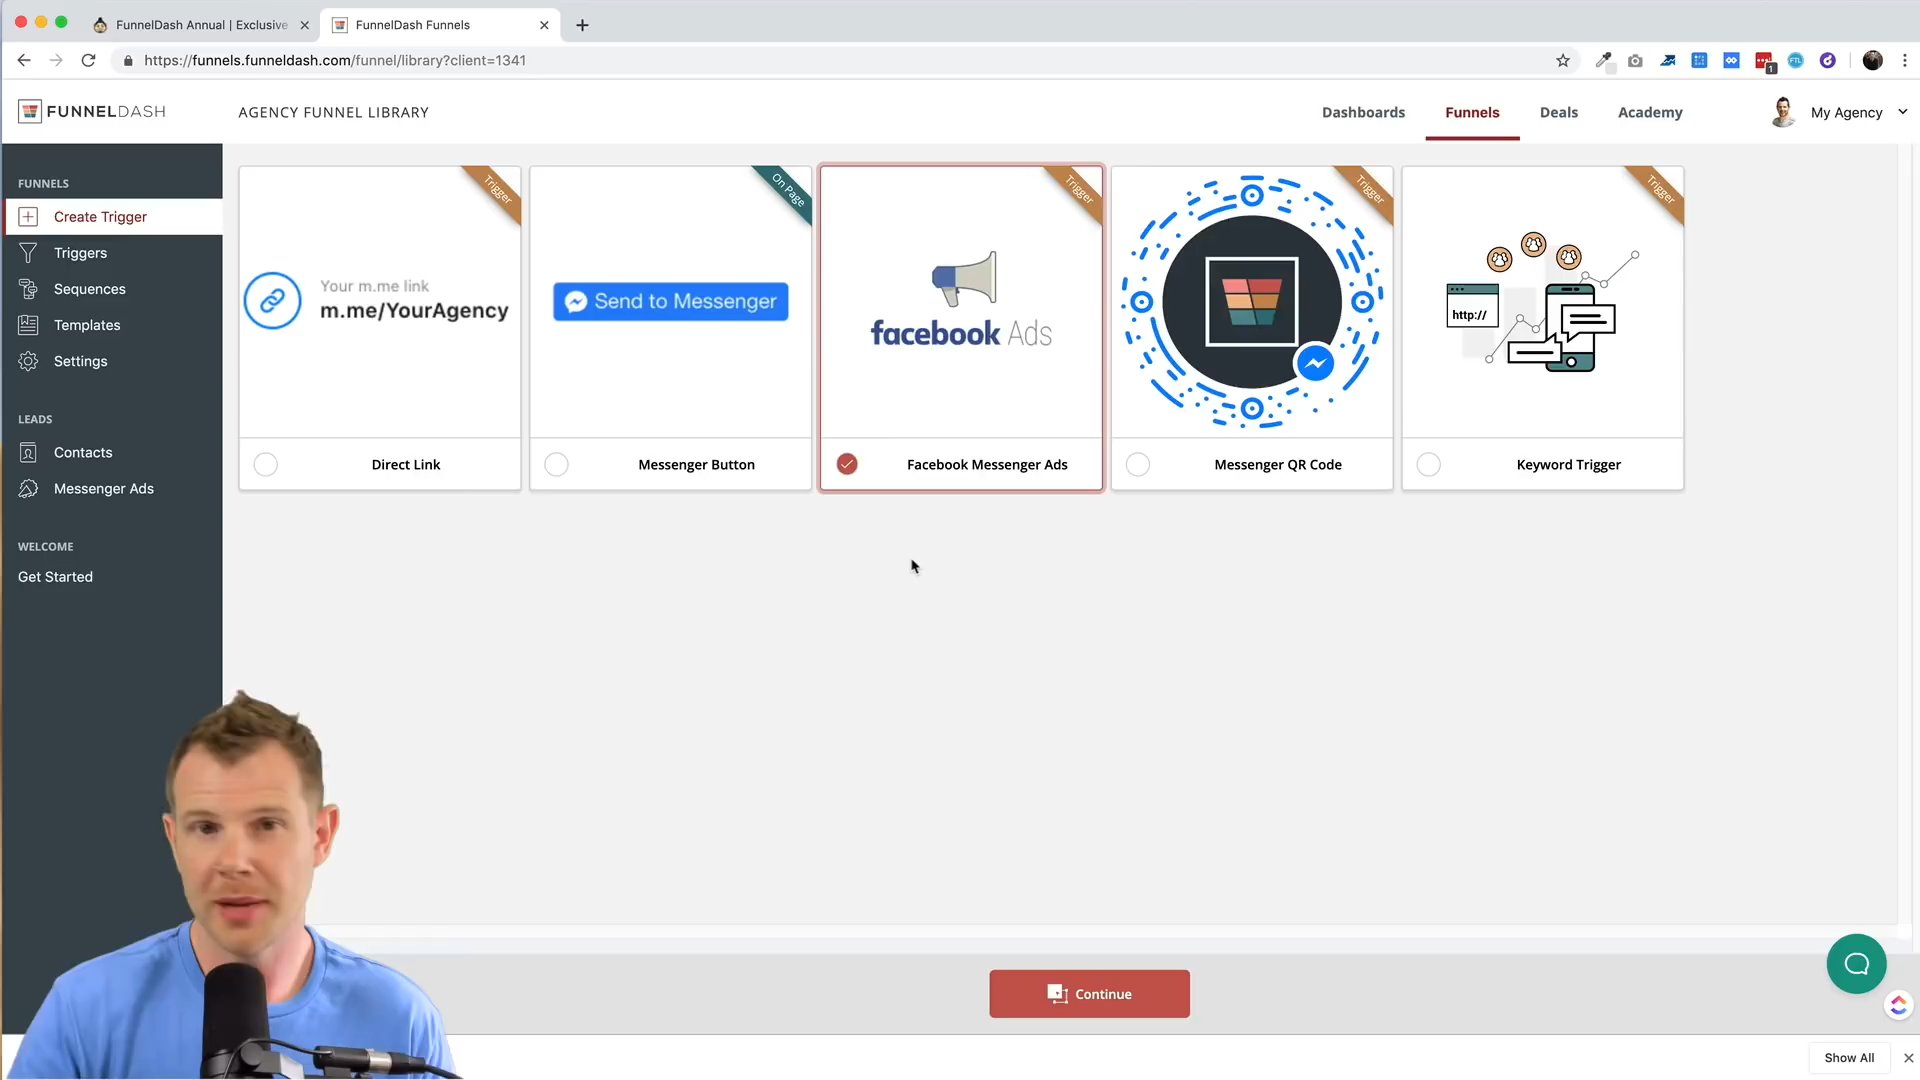 FunnelDash Annual | Exclusive
FunnelDash Funnels
https://funnels.funneldash.com/funnel/library?client=1341
1
FTL
FUNNELDASH
AGENCY FUNNEL LIBRARY
Dashboards
Funnels
Deals
Academy
My Agency
FUNNELS
Create Trigger
Triggers
Sequences
Templates
Settings
LEADS
Contacts
Messenger Ads
WELCOME
Get Started
Trigger
Your m.me link
m.me/YourAgency
Direct Link
On Page
Send to Messenger
Messenger Button
Trigger
facebook Ads
Facebook Messenger Ads
Trigger
Messenger QR Code
Trigger
http://
Keyword Trigger
Continue
Show All